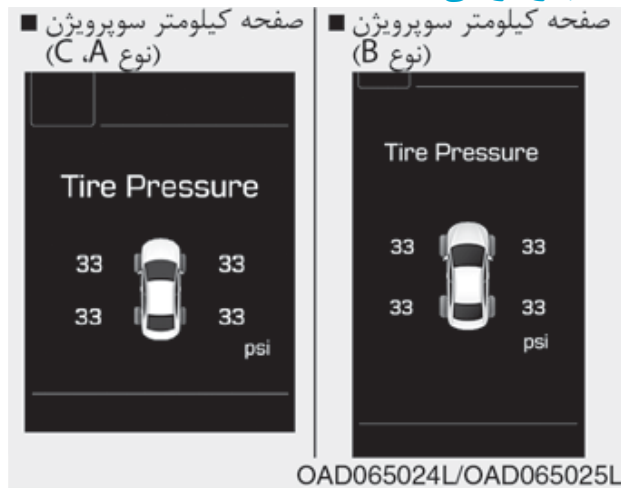 ■ صفحه کیلومتر سوپرویژن
(نوع C ،A)
Tire Pressure
33 33
33 33
psi
■ صفحه کیلومتر سوپرویژن
(نوع B)
Tire Pressure
33 33
33 33
psi
OAD065024L/OAD065025L